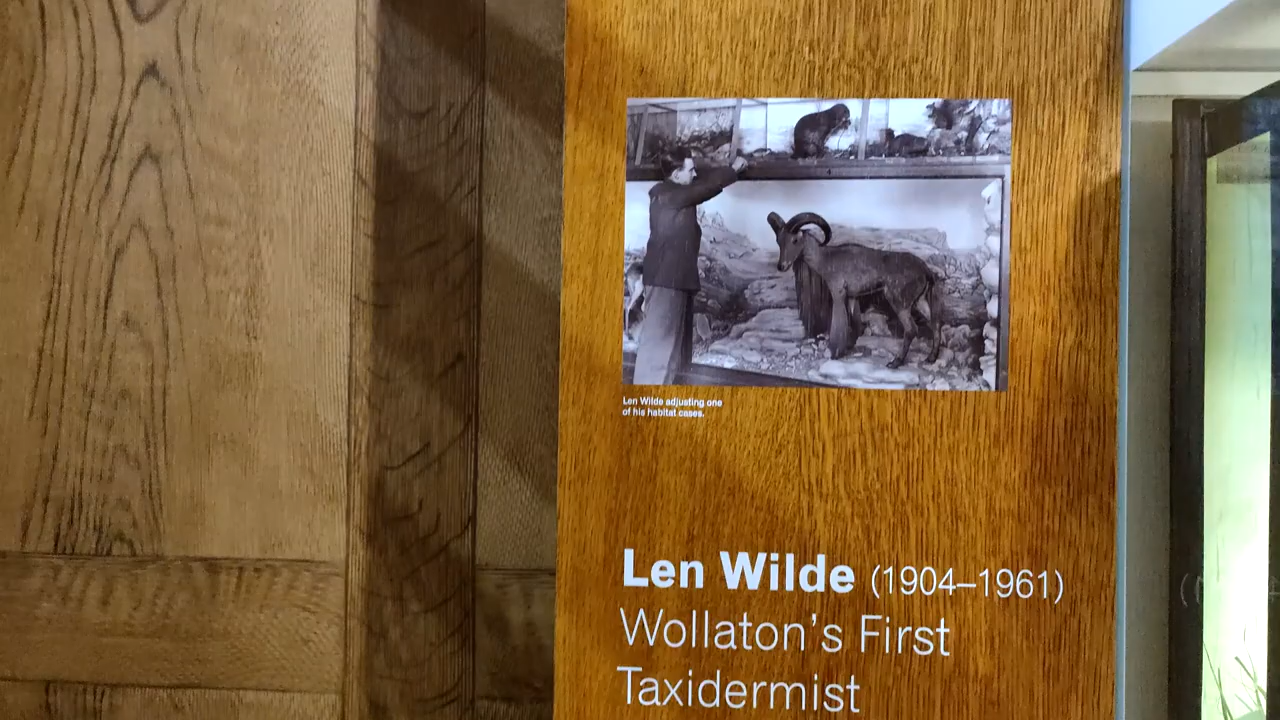 Len Wilde adjusting one
of his habitat cases.
Len Wilde (1904–1961)
Wollaton's First
Taxidermist